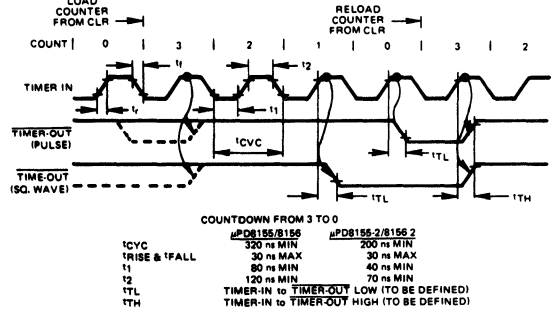 LOAD
COUNTER
FROM CLR
RELOAD
COUNTER
FROM CLR
COUNT | 0 | 3 | 2 | 1 | 0 | 3 | 2
tf
t2
TIMER IN
tr
t1
TIMER-OUT
(PULSE)
tCYC
tTL
TIME-OUT
(SQ. WAVE)
tTL
tTH
COUNTDOWN FROM 3 TO 0
µPD8155/8156 µPD8155-2/8156 2
tCYC 320 ns MIN 200 ns MIN
tRISE & tFALL 30 ns MAX 30 ns MAX
t1 80 ns MIN 40 ns MIN
t2 120 ns MIN 70 ns MIN
tTL TIMER-IN to TIMER-OUT LOW (TO BE DEFINED)
tTH TIMER-IN to TIMER-OUT HIGH (TO BE DEFINED)